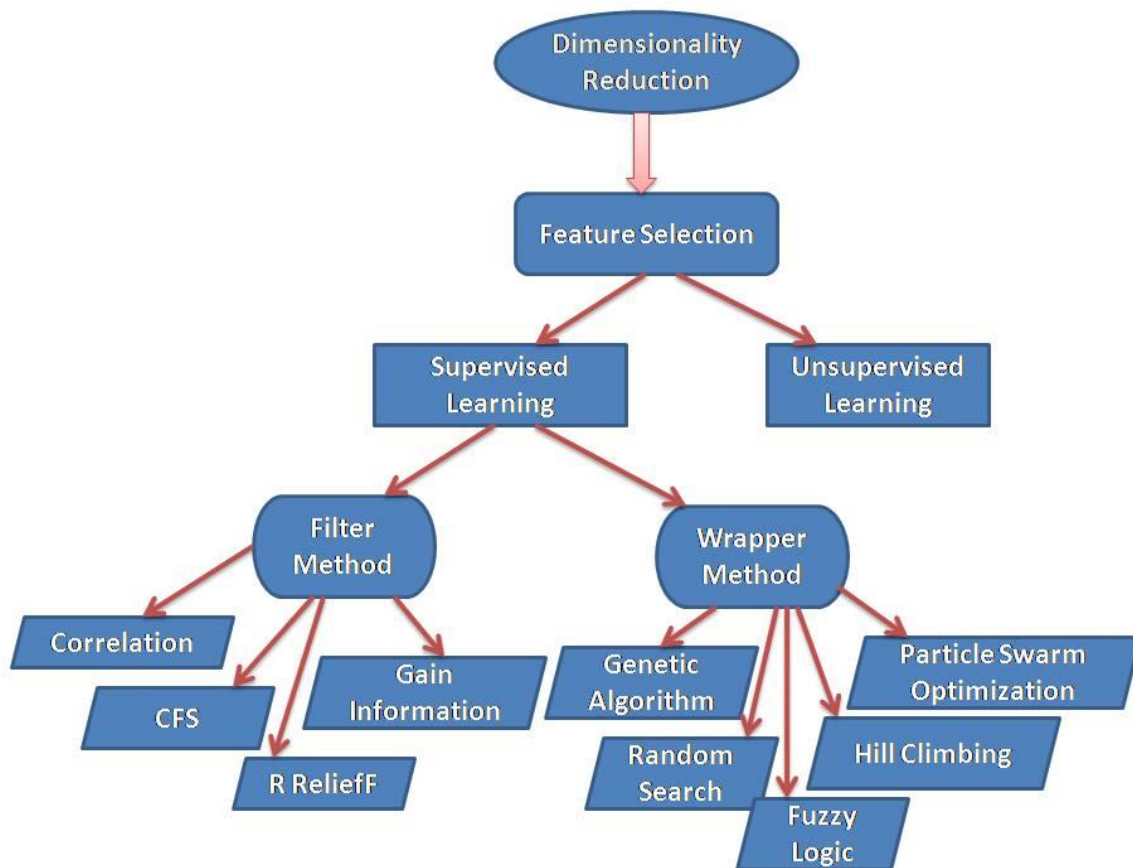 Dimensionality
Reduction
Feature Selection
Supervised
Learning
Unsupervised
Learning
Filter
Method
Wrapper
Method
Correlation
CFS
R ReliefF
Gain
Information
Genetic
Algorithm
Random
Search
Fuzzy
Logic
Hill Climbing
Particle Swarm
Optimization